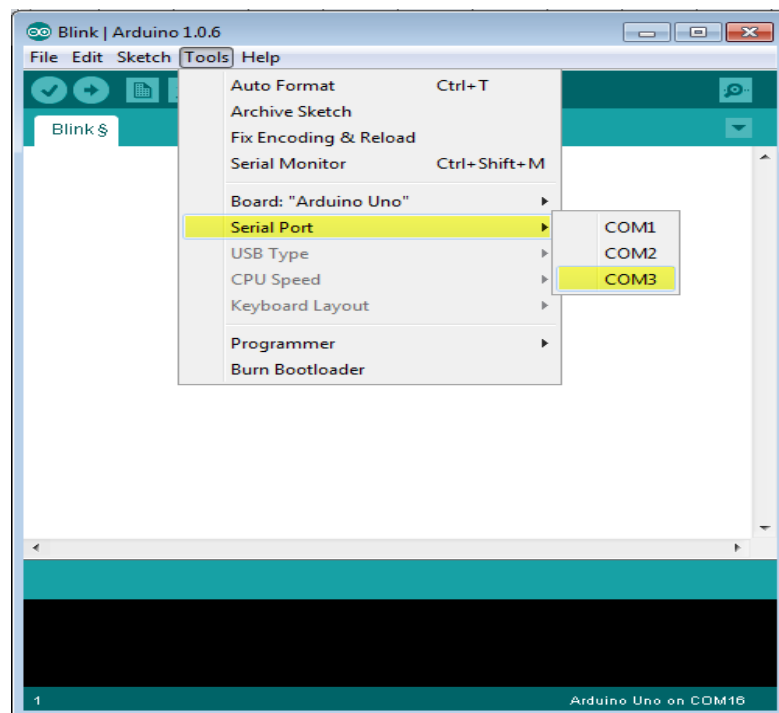 Blink | Arduino 1.0.6
File Edit Sketch Tools Help
Auto Format Ctrl+T
Archive Sketch
Fix Encoding & Reload
Serial Monitor Ctrl+Shift+M
Blink §
Board: "Arduino Uno"
Serial Port
USB Type
CPU Speed
Keyboard Layout
Programmer
Burn Bootloader
COM1
COM2
COM3
1 Arduino Uno on COM16